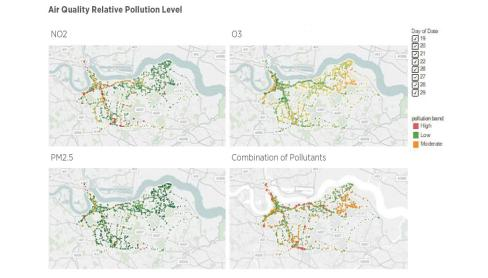 Air Quality Relative Pollution Level
NO2
O3
Day of Date
19
20
21
22
26
27
28
29
pollution band
High
Low
Moderate
PM2.5
Combination of Pollutants